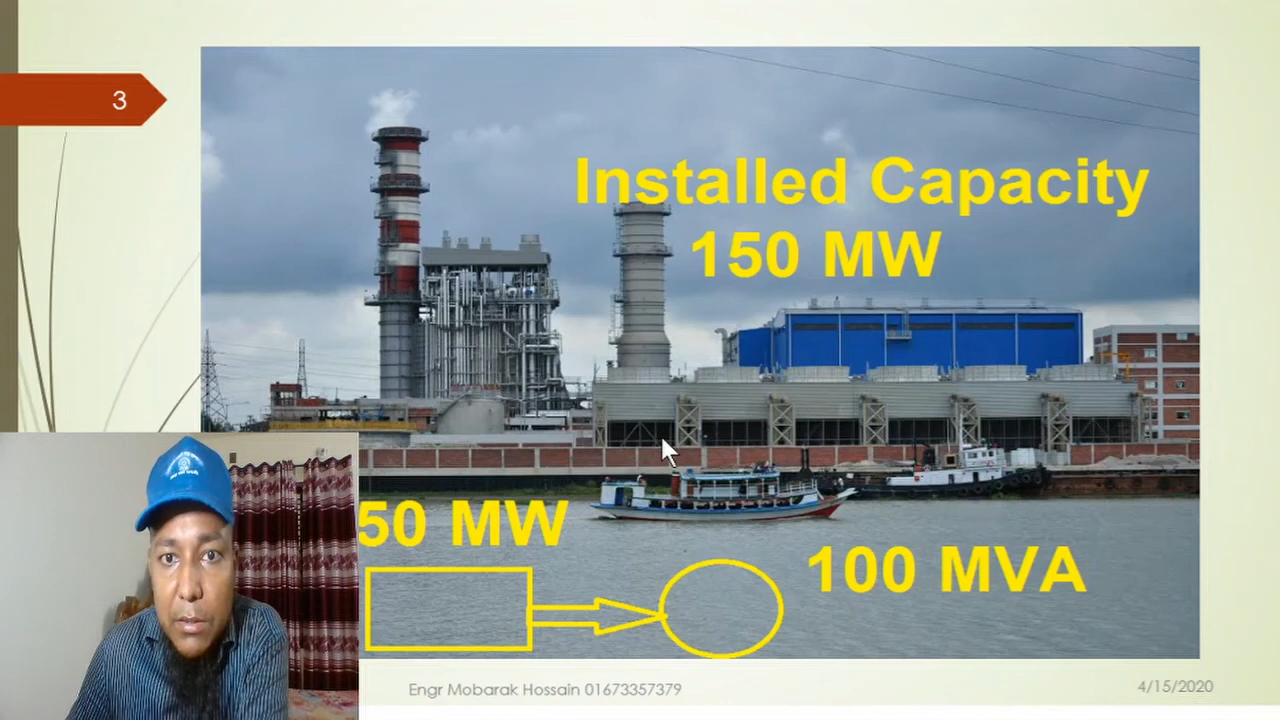 3
Installed Capacity
150 MW
50 MW
100 MVA
Engr Mobarak Hossain 01673357379
4/15/2020